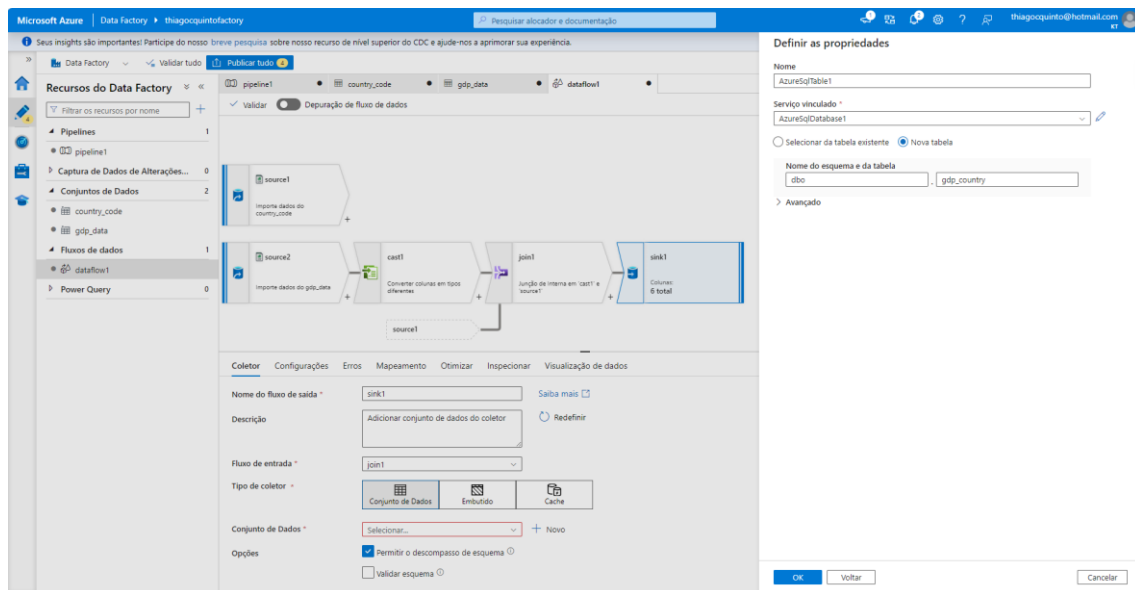 Microsoft Azure | Data Factory ▸ thiagocquintofactory
Pesquisar alocador e documentação
thiagocquinto@hotmail.com
KT
Seus insights são importantes! Participe do nosso breve pesquisa sobre nosso recurso de nível superior do CDC e ajude-nos a aprimorar sua experiência.
Data Factory
Validar tudo
Publicar tudo 4
Recursos do Data Factory
Filtrar os recursos por nome
Pipelines 1
pipeline1
Captura de Dados de Alterações... 0
Conjuntos de Dados 2
country_code
gdp_data
Fluxos de dados 1
dataflow1
Power Query 0
pipeline1
country_code
gdp_data
dataflow1
Validar
Depuração de fluxo de dados
source1
Importe dados do
country_code
source2
Importe dados do gdp_data
cast1
Converter colunas em tipos
diferentes
join1
Junção de Interna em 'cast1' e
'source1'
sink1
Colunas:
6 total
source1
Coletor Configurações Erros Mapeamento Otimizar Inspecionar Visualização de dados
Nome do fluxo de saída *
sink1
Saiba mais
Descrição
Adicionar conjunto de dados do coletor
Redefinir
Fluxo de entrada *
join1
Tipo de coletor *
Conjunto de Dados
Embutido
Cache
Conjunto de Dados *
Selecionar...
Novo
Opções
Permitir o descompasso de esquema
Validar esquema
Definir as propriedades
Nome
AzureSqlTable1
Serviço vinculado *
AzureSqlDatabase1
Selecionar da tabela existente
Nova tabela
Nome do esquema e da tabela
dbo . gdp_country
Avançado
OK
Voltar
Cancelar